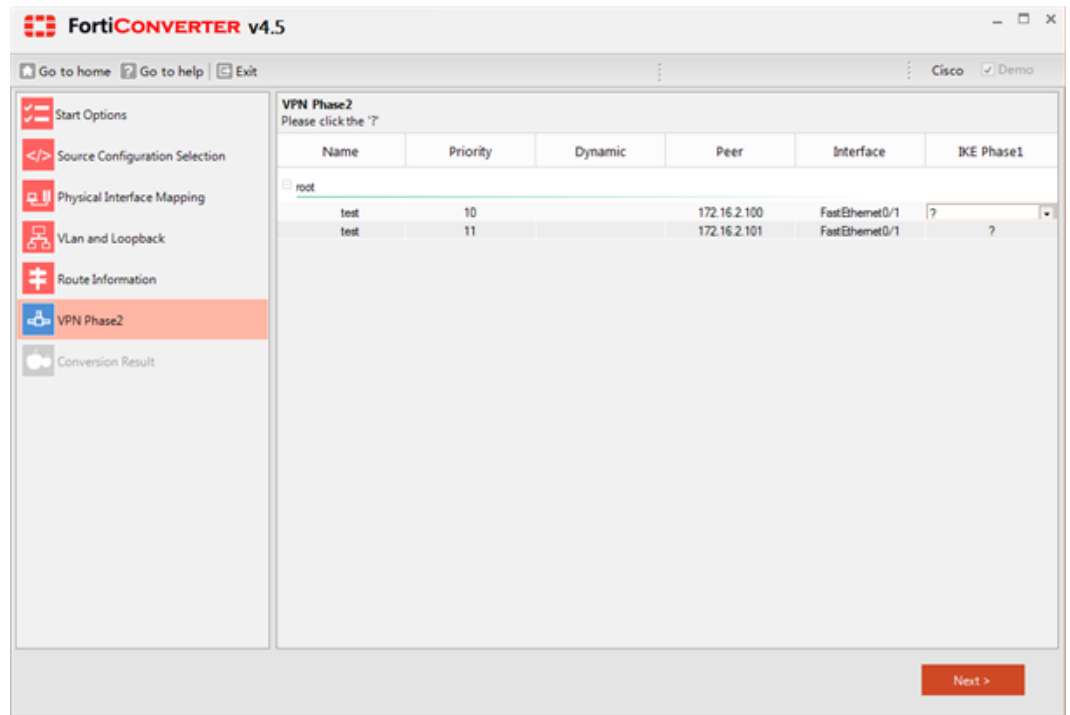 FortiCONVERTER v4.5
Go to home Go to help Exit Cisco Demo
Start Options
Source Configuration Selection
Physical Interface Mapping
VLan and Loopback
Route Information
VPN Phase2
Conversion Result
VPN Phase2
Please click the '?'
Name Priority Dynamic Peer Interface IKE Phase1
root
test 10 172.16.2.100 FastEthernet0/1 ?
test 11 172.16.2.101 FastEthernet0/1 ?
Next >